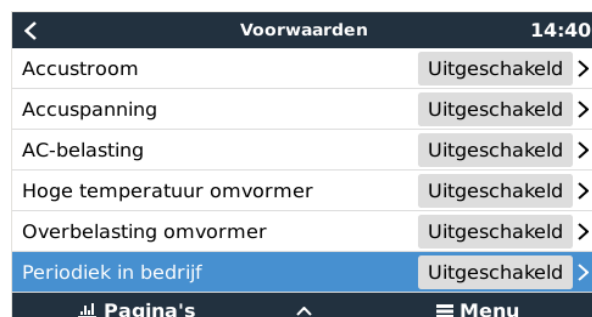 Voorwaarden 14:40
Accustroom Uitgeschakeld
Accuspanning Uitgeschakeld
AC-belasting Uitgeschakeld
Hoge temperatuur omvormer Uitgeschakeld
Overbelasting omvormer Uitgeschakeld
Periodiek in bedrijf Uitgeschakeld
Pagina's Menu